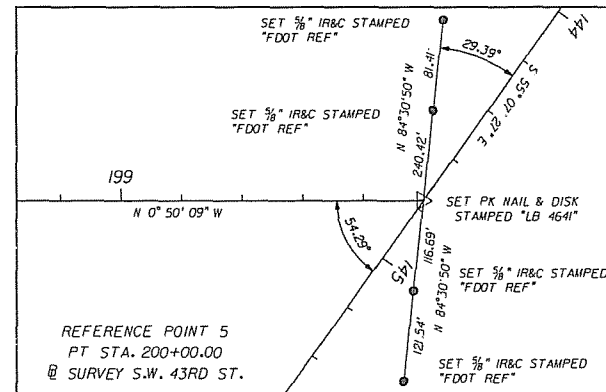 SET 5/8" IR&C STAMPED
"FDOT REF"
81.41'
29.39°
144
SET 5/8" IR&C STAMPED
"FDOT REF"
N 84°30'50" W
240.42'
S 55° 07' 27" E
199
N 0° 50' 09" W
SET PK NAIL & DISK
STAMPED "LB 4641"
54.29°
145
116.69'
N 84°30'50" W
SET 5/8" IR&C STAMPED
"FDOT REF"
121.54'
REFERENCE POINT 5
PT STA. 200+00.00
SURVEY S.W. 43RD ST.
SET 5/8" IR&C STAMPED
"FDOT REF"